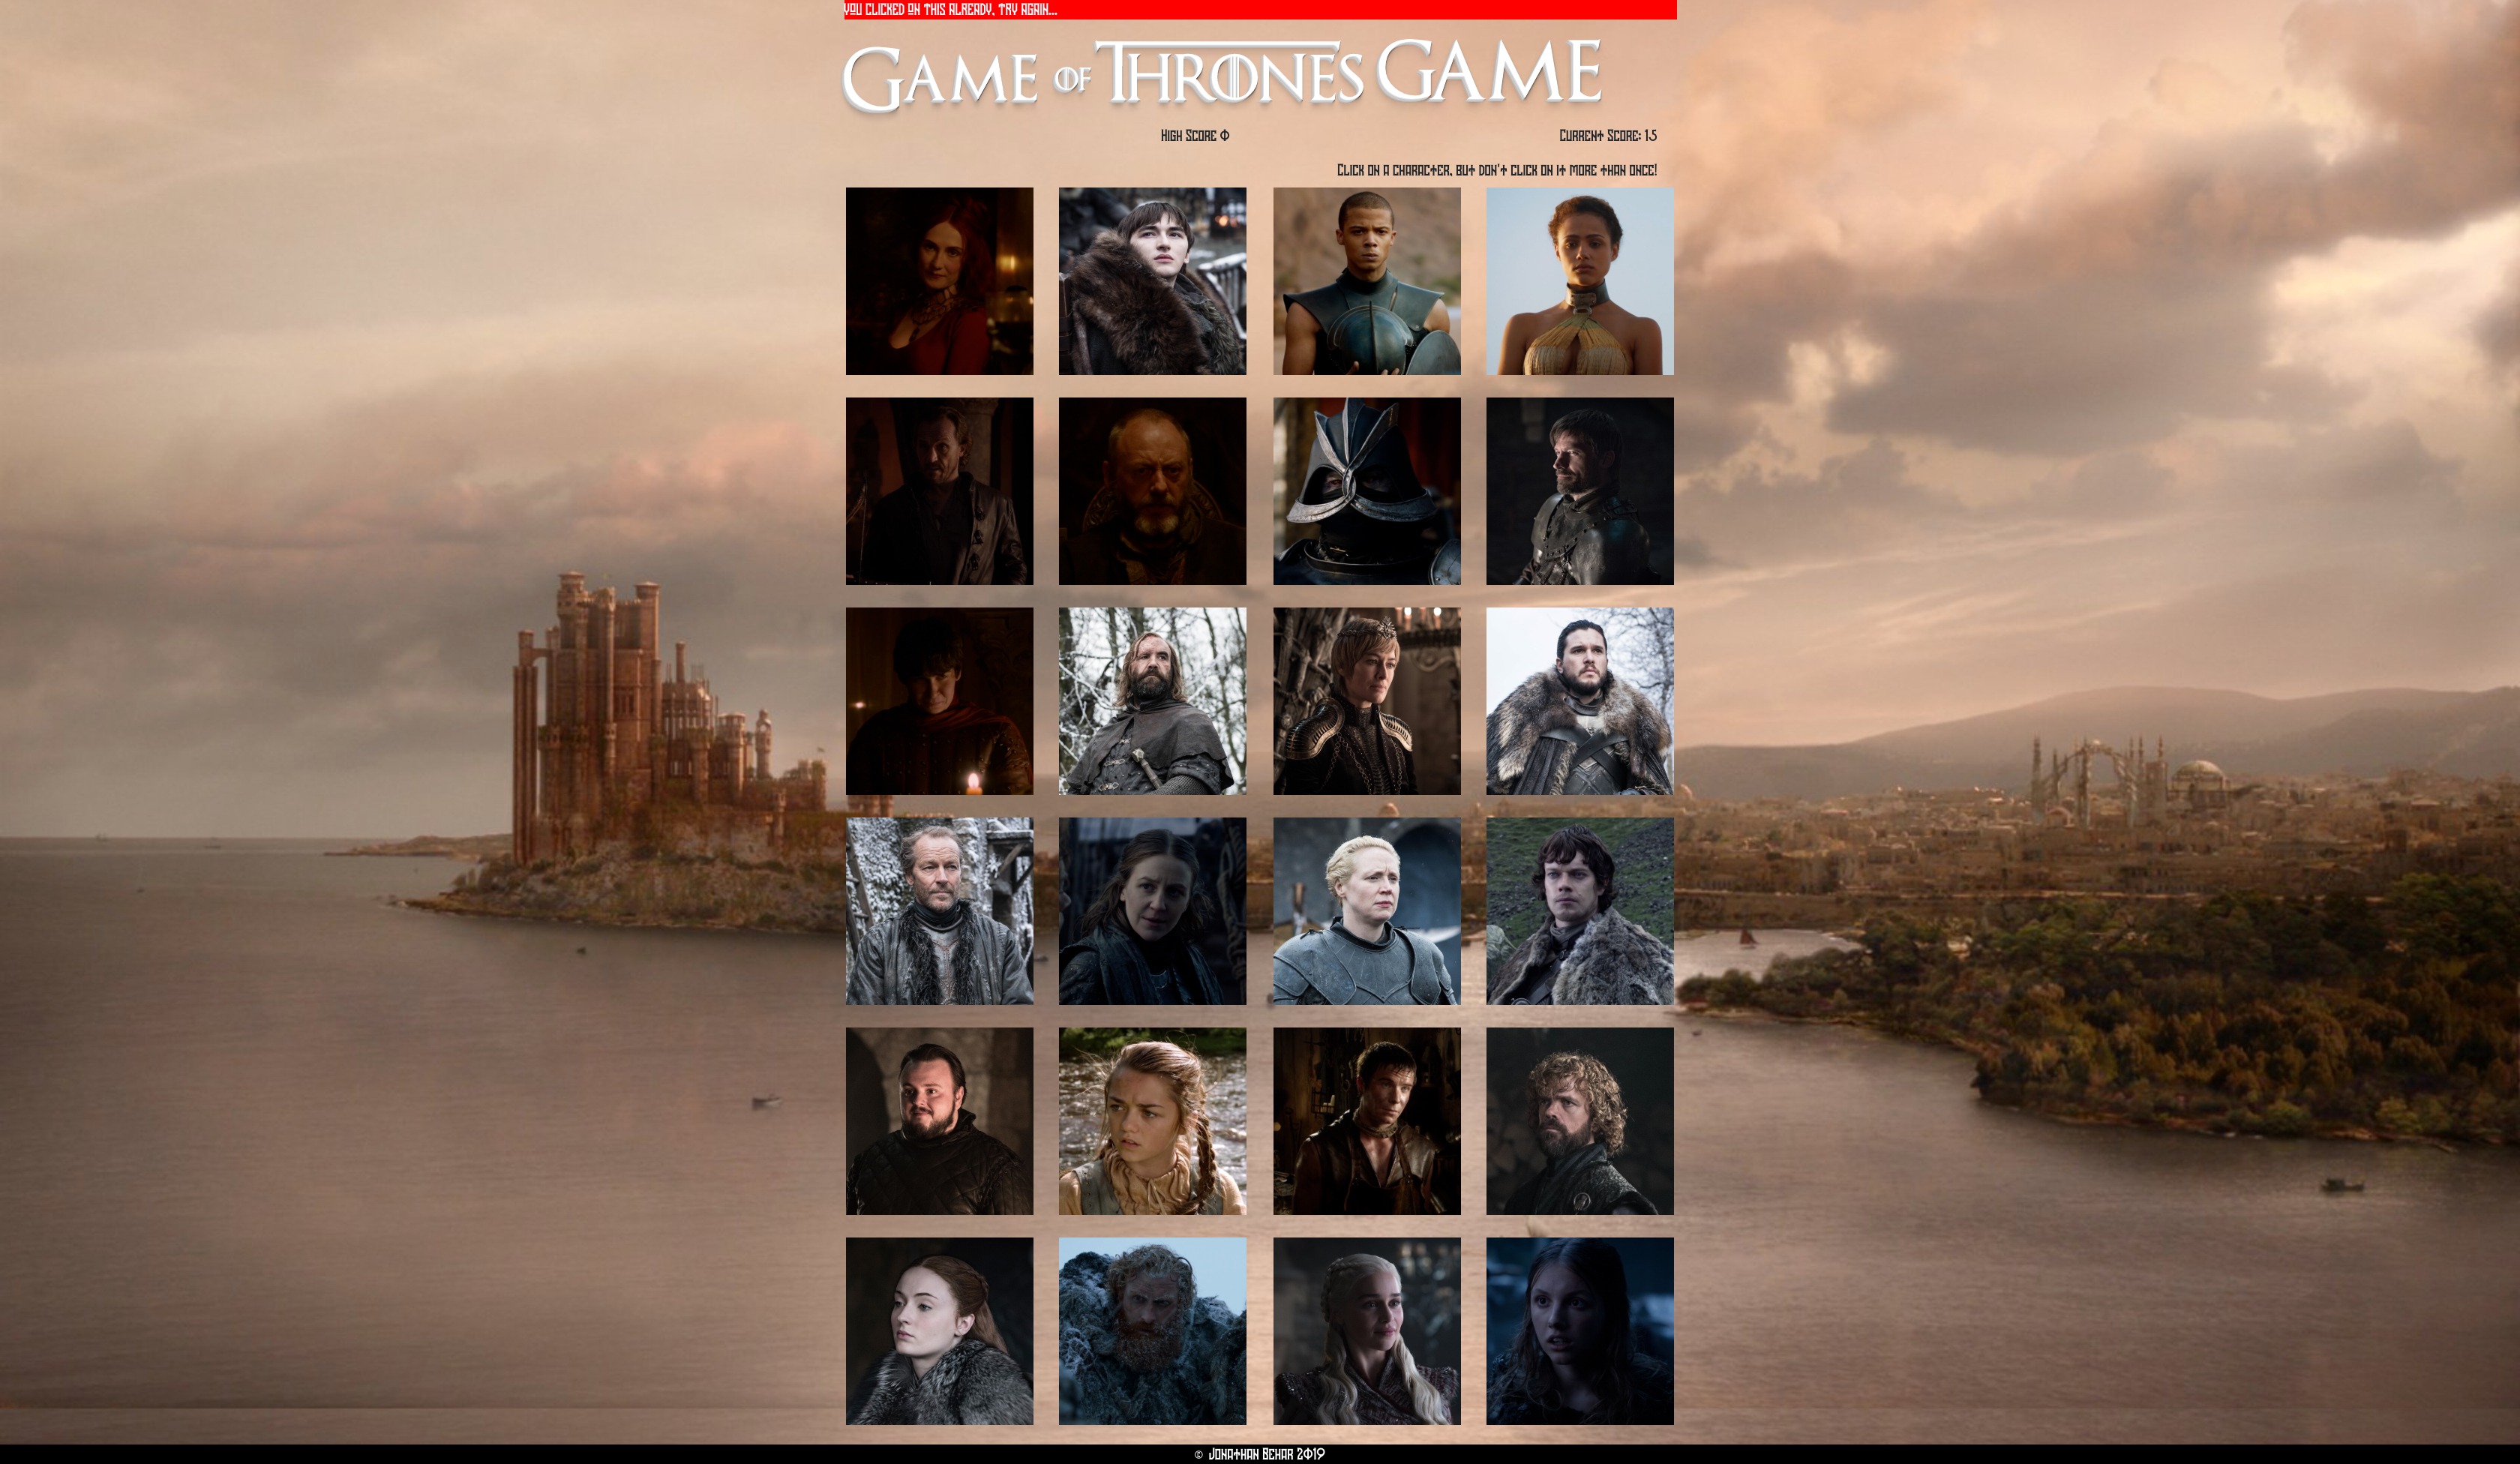 YOU CLICKED ON THIS ALREADY, TRY AGAIN...
GAME OF THRONES GAME
High Score 0
Current Score: 15
Click on a character, but don't click on it more than once!
© Jonathan Behar 2019